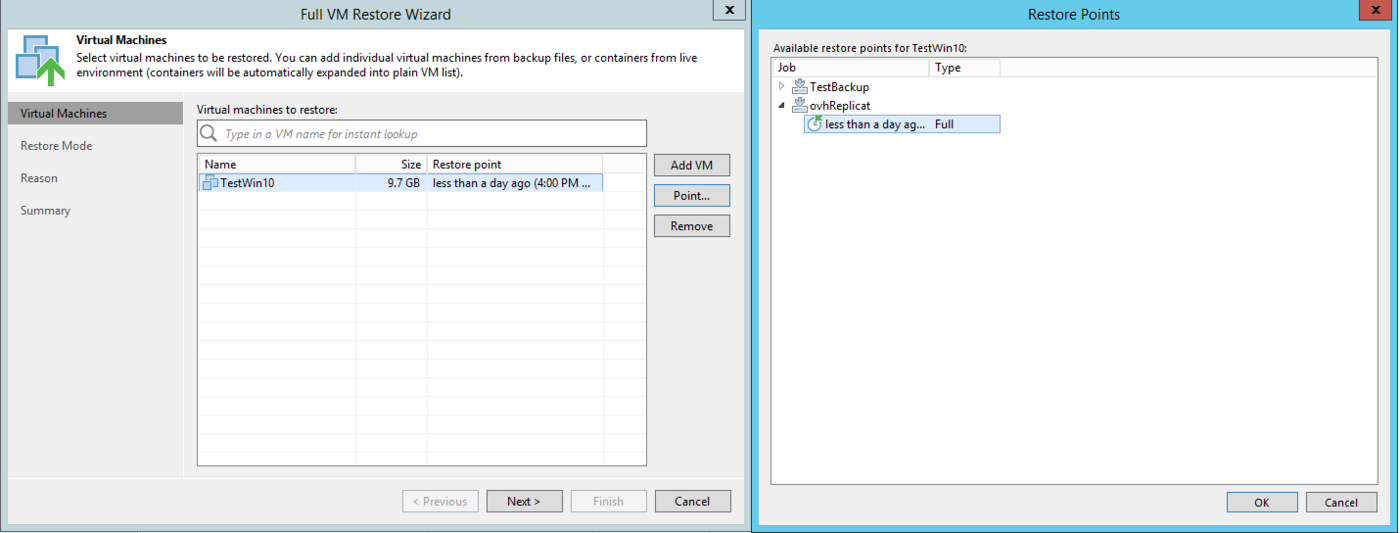 Full VM Restore Wizard
x
Virtual Machines
Select virtual machines to be restored. You can add individual virtual machines from backup files, or containers from live
environment (containers will be automatically expanded into plain VM list).
Virtual Machines
Restore Mode
Reason
Summary
Virtual machines to restore:
Type in a VM name for instant lookup
Name Size Restore point
TestWin10 9.7 GB less than a day ago (4:00 PM ...
Add VM
Point...
Remove
< Previous
Next >
Finish
Cancel
Restore Points
x
Available restore points for TestWin10:
Job Type
TestBackup
ovhReplicat
less than a day ag... Full
OK
Cancel